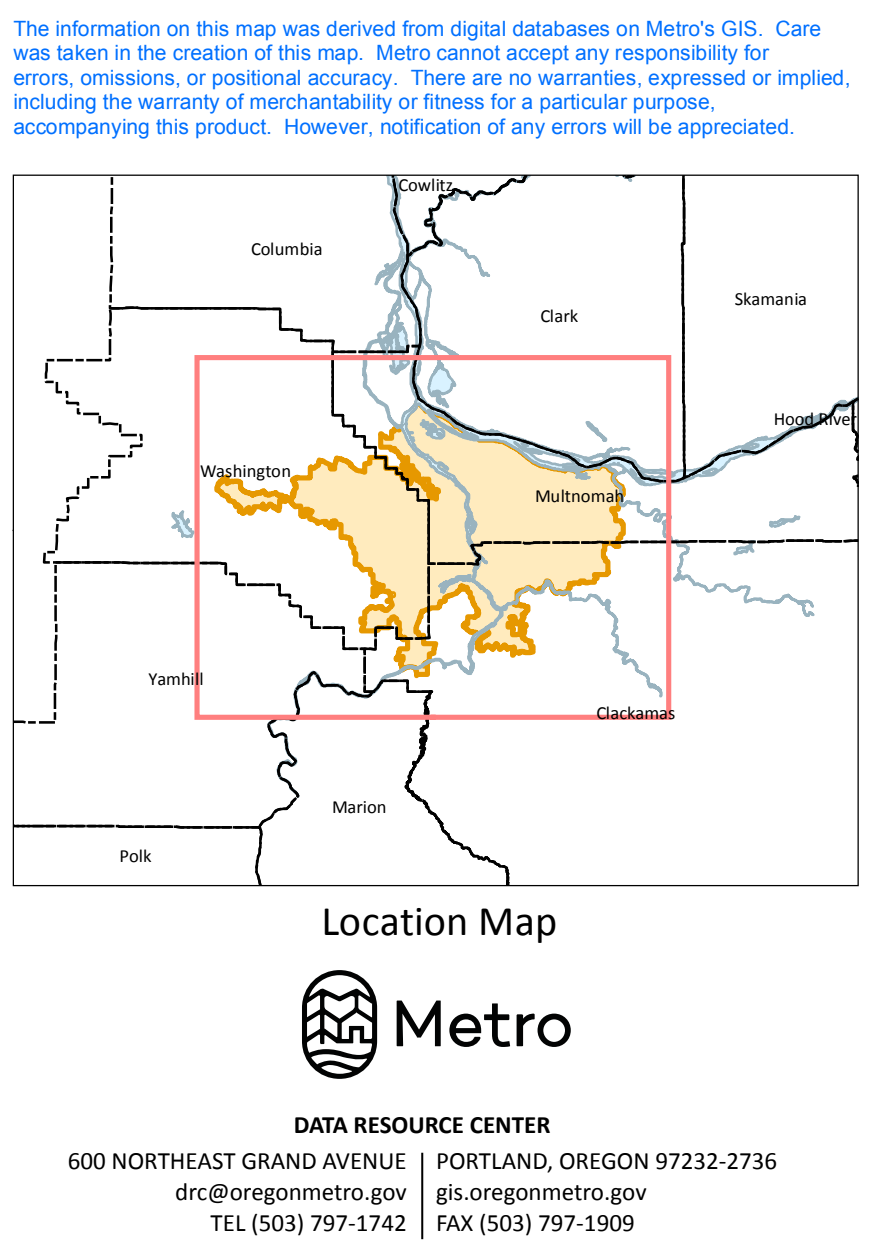 The information on this map was derived from digital databases on Metro's GIS.  Care
was taken in the creation of this map.  Metro cannot accept any responsibility for
errors, omissions, or positional accuracy.  There are no warranties, expressed or implied,
including the warranty of merchantability or fitness for a particular purpose,
accompanying this product.  However, notification of any errors will be appreciated.
Cowlitz
Columbia
Skamania
Clark
Hood River
Washington
Multnomah
Yamhill
Clackamas
Marion
Polk
Location Map
Metro
DATA RESOURCE CENTER
600 NORTHEAST GRAND AVENUE | PORTLAND, OREGON 97232-2736
drc@oregonmetro.gov | gis.oregonmetro.gov
TEL (503) 797-1742 | FAX (503) 797-1909